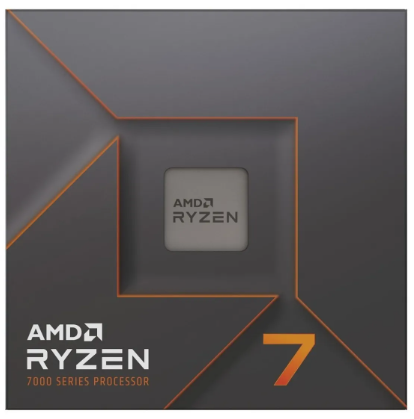 AMD
RYZEN
AMD
RYZEN
7000 SERIES PROCESSOR
7